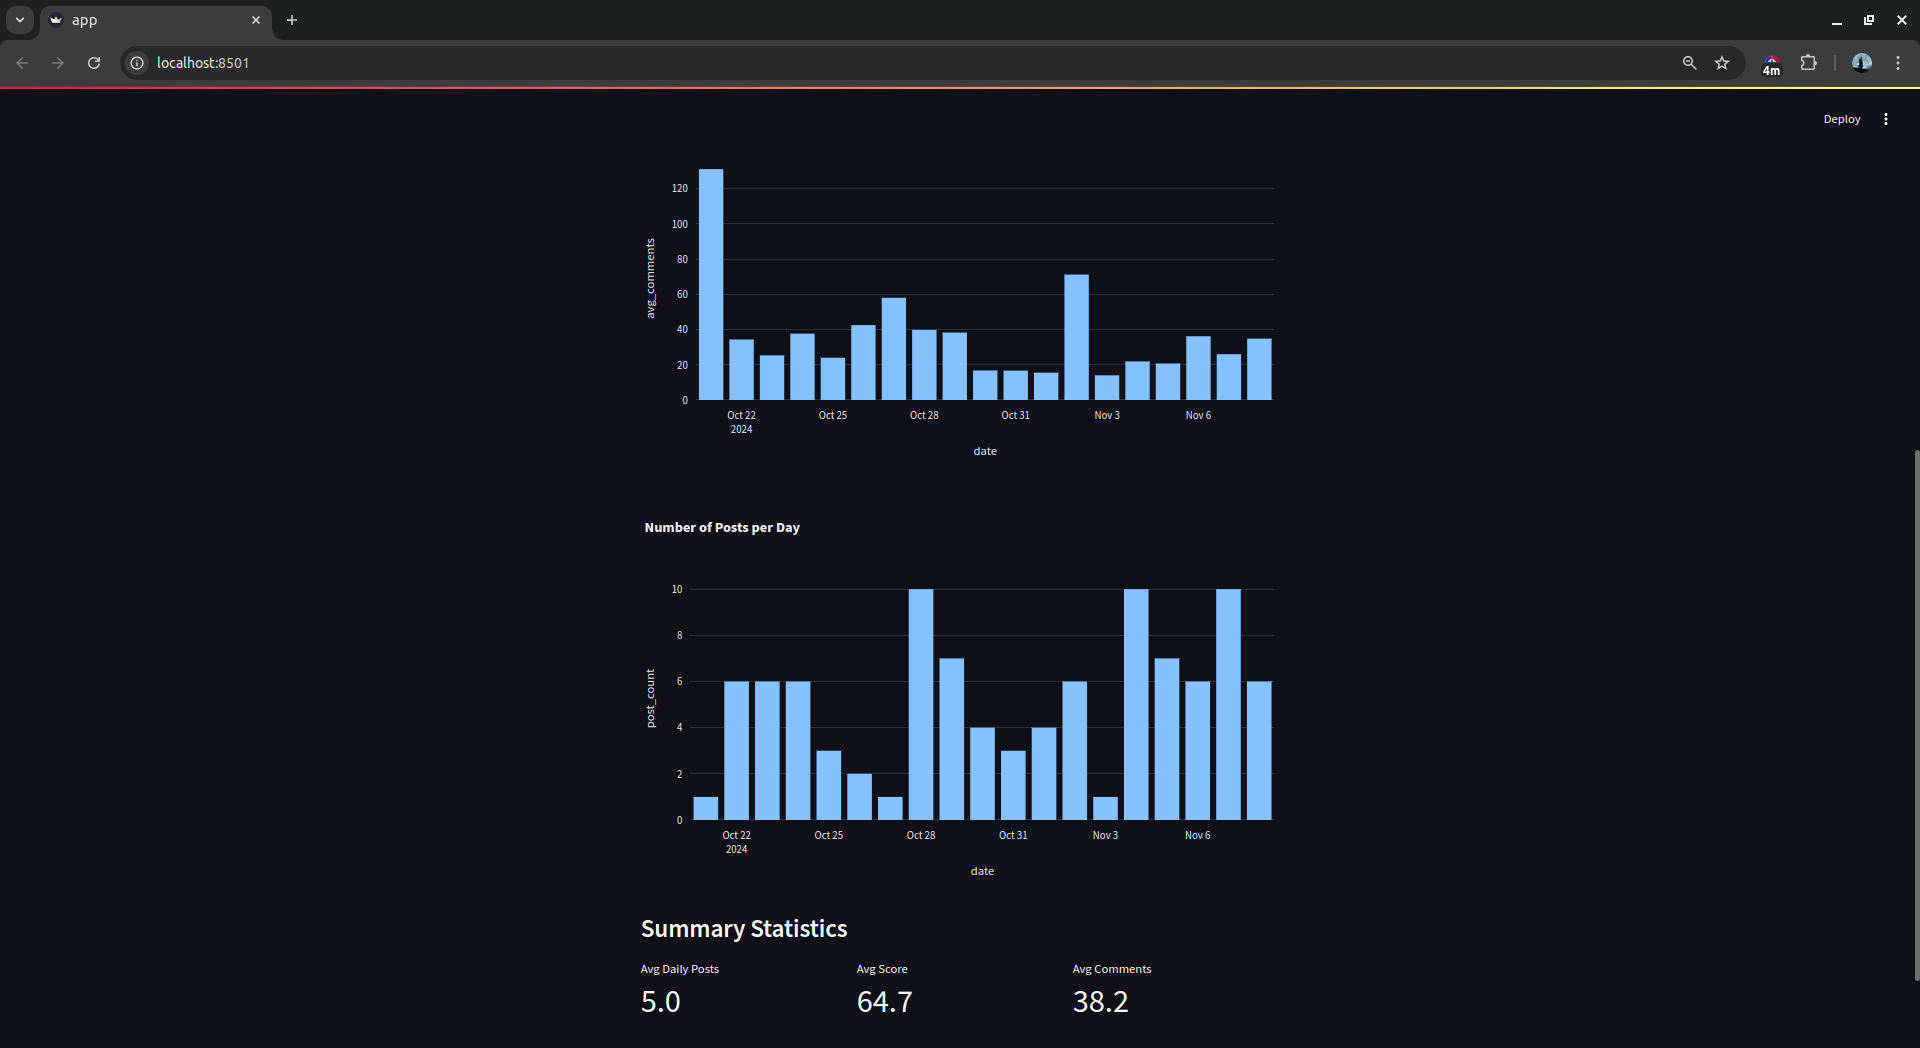 app
localhost:8501
4m
Deploy
120
100
80
60
40
20
0
avg_comments
Oct 22 Oct 25 Oct 28 Oct 31 Nov 3 Nov 6
2024
date
Number of Posts per Day
10
8
6
4
2
0
post_count
Oct 22 Oct 25 Oct 28 Oct 31 Nov 3 Nov 6
2024
date
Summary Statistics
Avg Daily Posts Avg Score Avg Comments
5.0 64.7 38.2